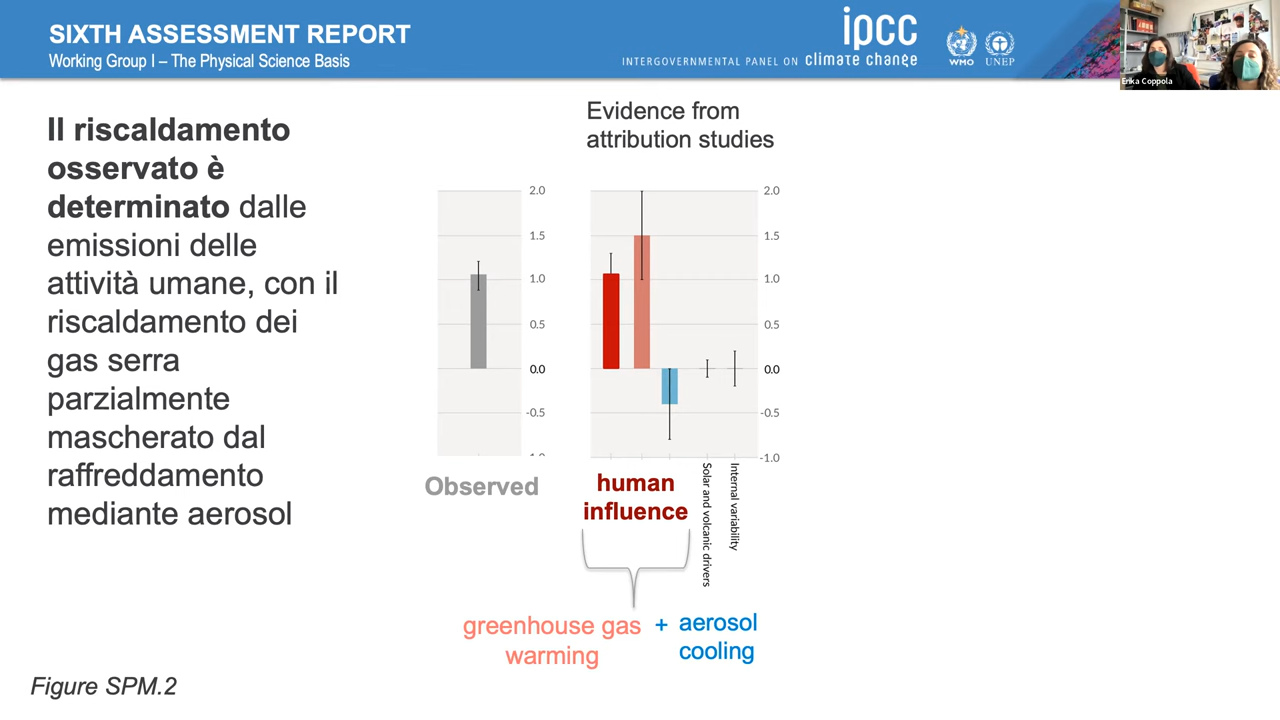 SIXTH ASSESSMENT REPORT
Working Group I – The Physical Science Basis
ipcc
INTERGOVERNMENTAL PANEL ON climate change
WMO
UNEP
Erika Coppola
Il riscaldamento
osservato è
determinato dalle
emissioni delle
attività umane, con il
riscaldamento dei
gas serra
parzialmente
mascherato dal
raffreddamento
mediante aerosol
Evidence from
attribution studies
2.0
1.5
1.0
0.5
0.0
-0.5
Observed
2.0
1.5
1.0
0.5
0.0
-0.5
-1.0
human
influence
Solar and volcanic drivers
Internal variability
greenhouse gas
warming
+
aerosol
cooling
Figure SPM.2